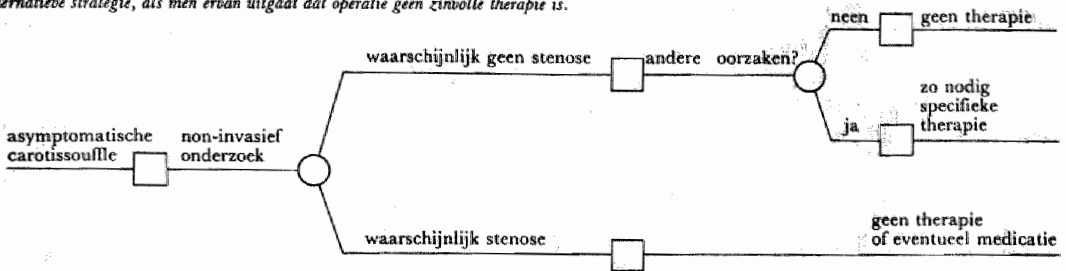 alternatieve strategie, als men ervan uitgaat dat operatie geen zinvolle therapie is.
neen
geen therapie
waarschijnlijk geen stenose
andere oorzaken?
zo nodig
specifieke
therapie
ja
asymptomatische
carotissouffle
non-invasief
onderzoek
waarschijnlijk stenose
geen therapie
of eventueel medicatie